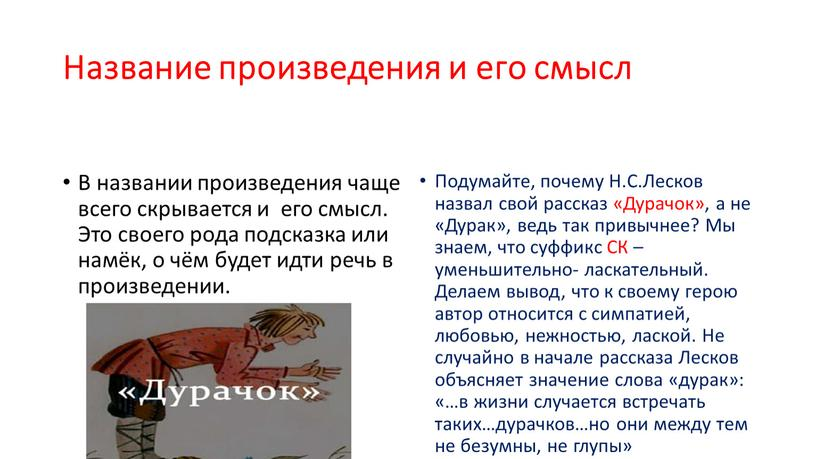 Название произведения и его смысл
• В названии произведения чаще
всего скрывается и его смысл.
Это своего рода подсказка или
намёк, о чём будет идти речь в
произведении.
«Дурачок»
• Подумайте, почему Н.С.Лесков
назвал свой рассказ «Дурачок», а не
«Дурак», ведь так привычнее? Мы
знаем, что суффикс СК –
уменьшительно- ласкательный.
Делаем вывод, что к своему герою
автор относится с симпатией,
любовью, нежностью, лаской. Не
случайно в начале рассказа Лесков
объясняет значение слова «дурак»:
«…в жизни случается встречать
таких…дурачков…но они между тем
не безумны, не глупы»